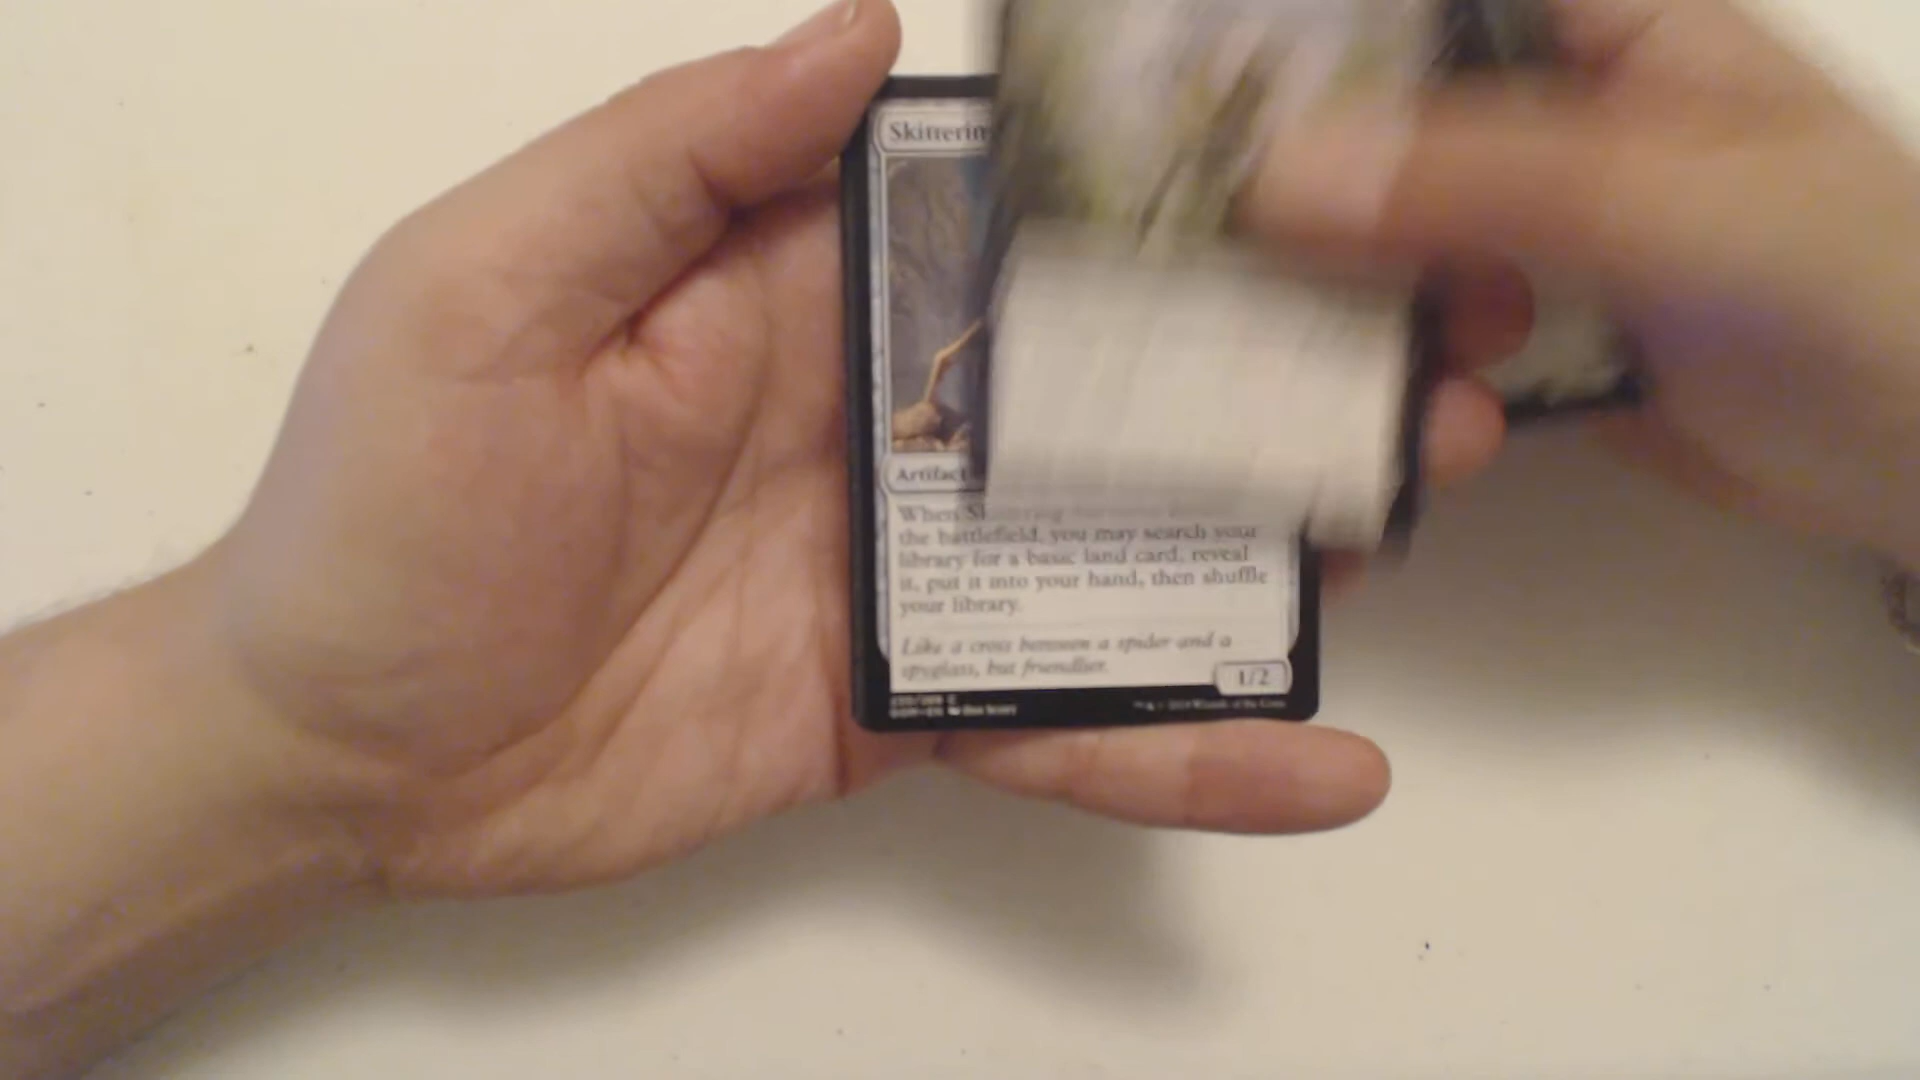 Skitterin
Artifact
When Sk
the battlefield, you may search your
library for a basic land card, reveal
it, put it into your hand, then shuffle
your library.
Like a cross between a spider and a
spyglass, but friendlier.
1/2